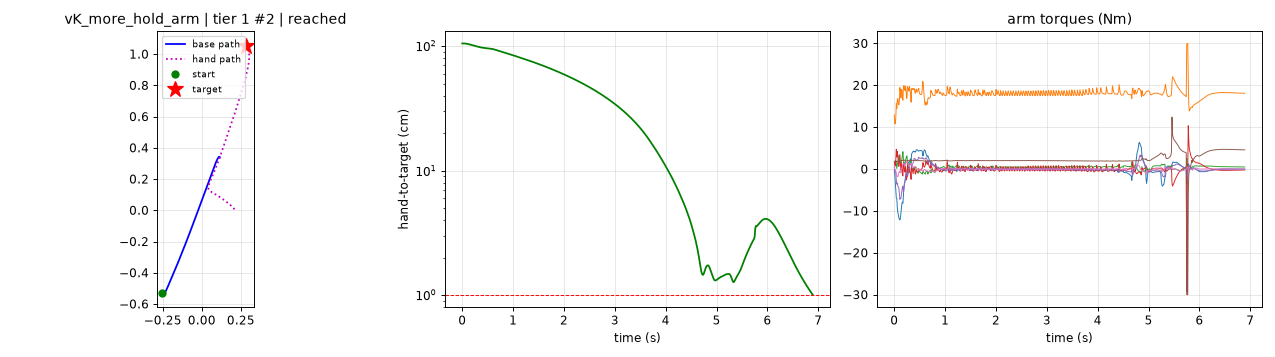 vK_more_hold_arm | tier 1 #2 | reached
base path
hand path
start
target
1.0
0.8
0.6
0.4
0.2
0.0
−0.2
−0.4
−0.6
−0.25 0.00 0.25
hand-to-target (cm)
10²
10¹
10⁰
0 1 2 3 4 5 6 7
time (s)
arm torques (Nm)
30
20
10
0
−10
−20
−30
0 1 2 3 4 5 6 7
time (s)